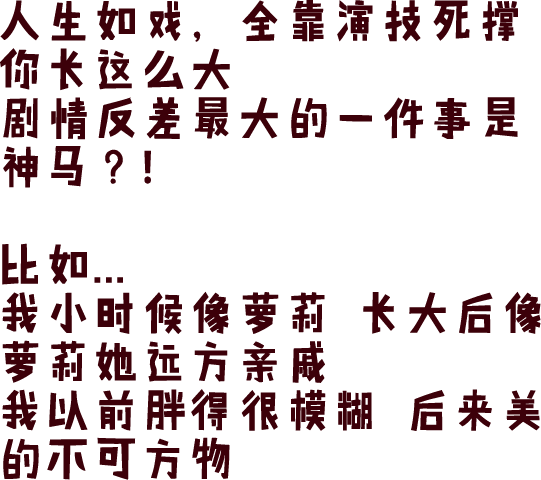 人生如戏，全靠演技死撑
你长这么大
剧情反差最大的一件事是
神马？！
比如...
我小时候像萝莉 长大后像
萝莉她远方亲戚
我以前胖得很模糊 后来美
的不可方物